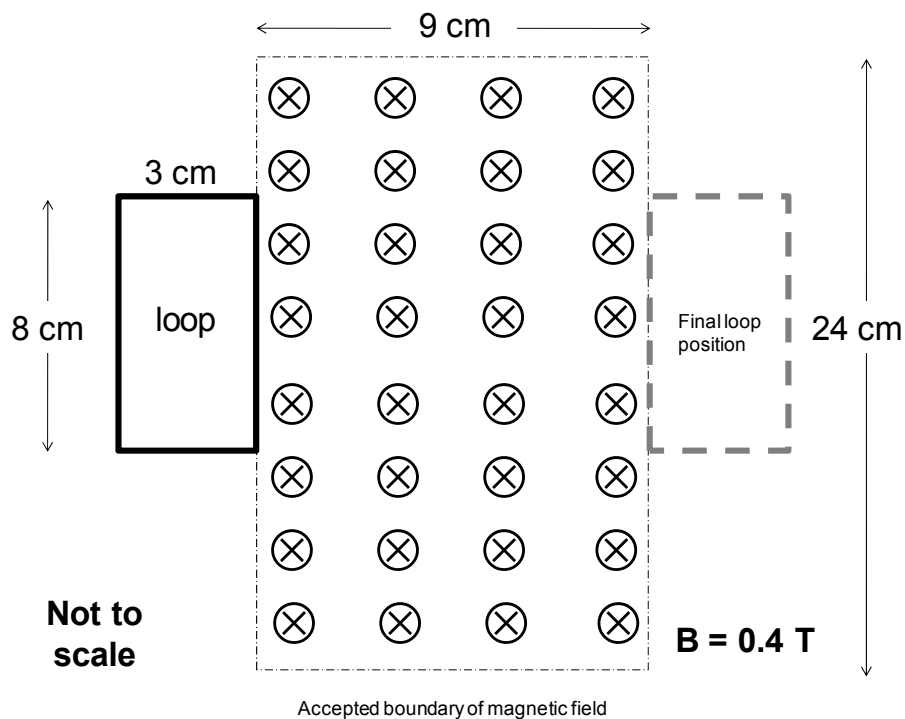 9 cm
3 cm
8 cm
loop
Final loop
position
24 cm
Not to
scale
B = 0.4 T
Accepted boundary of magnetic field